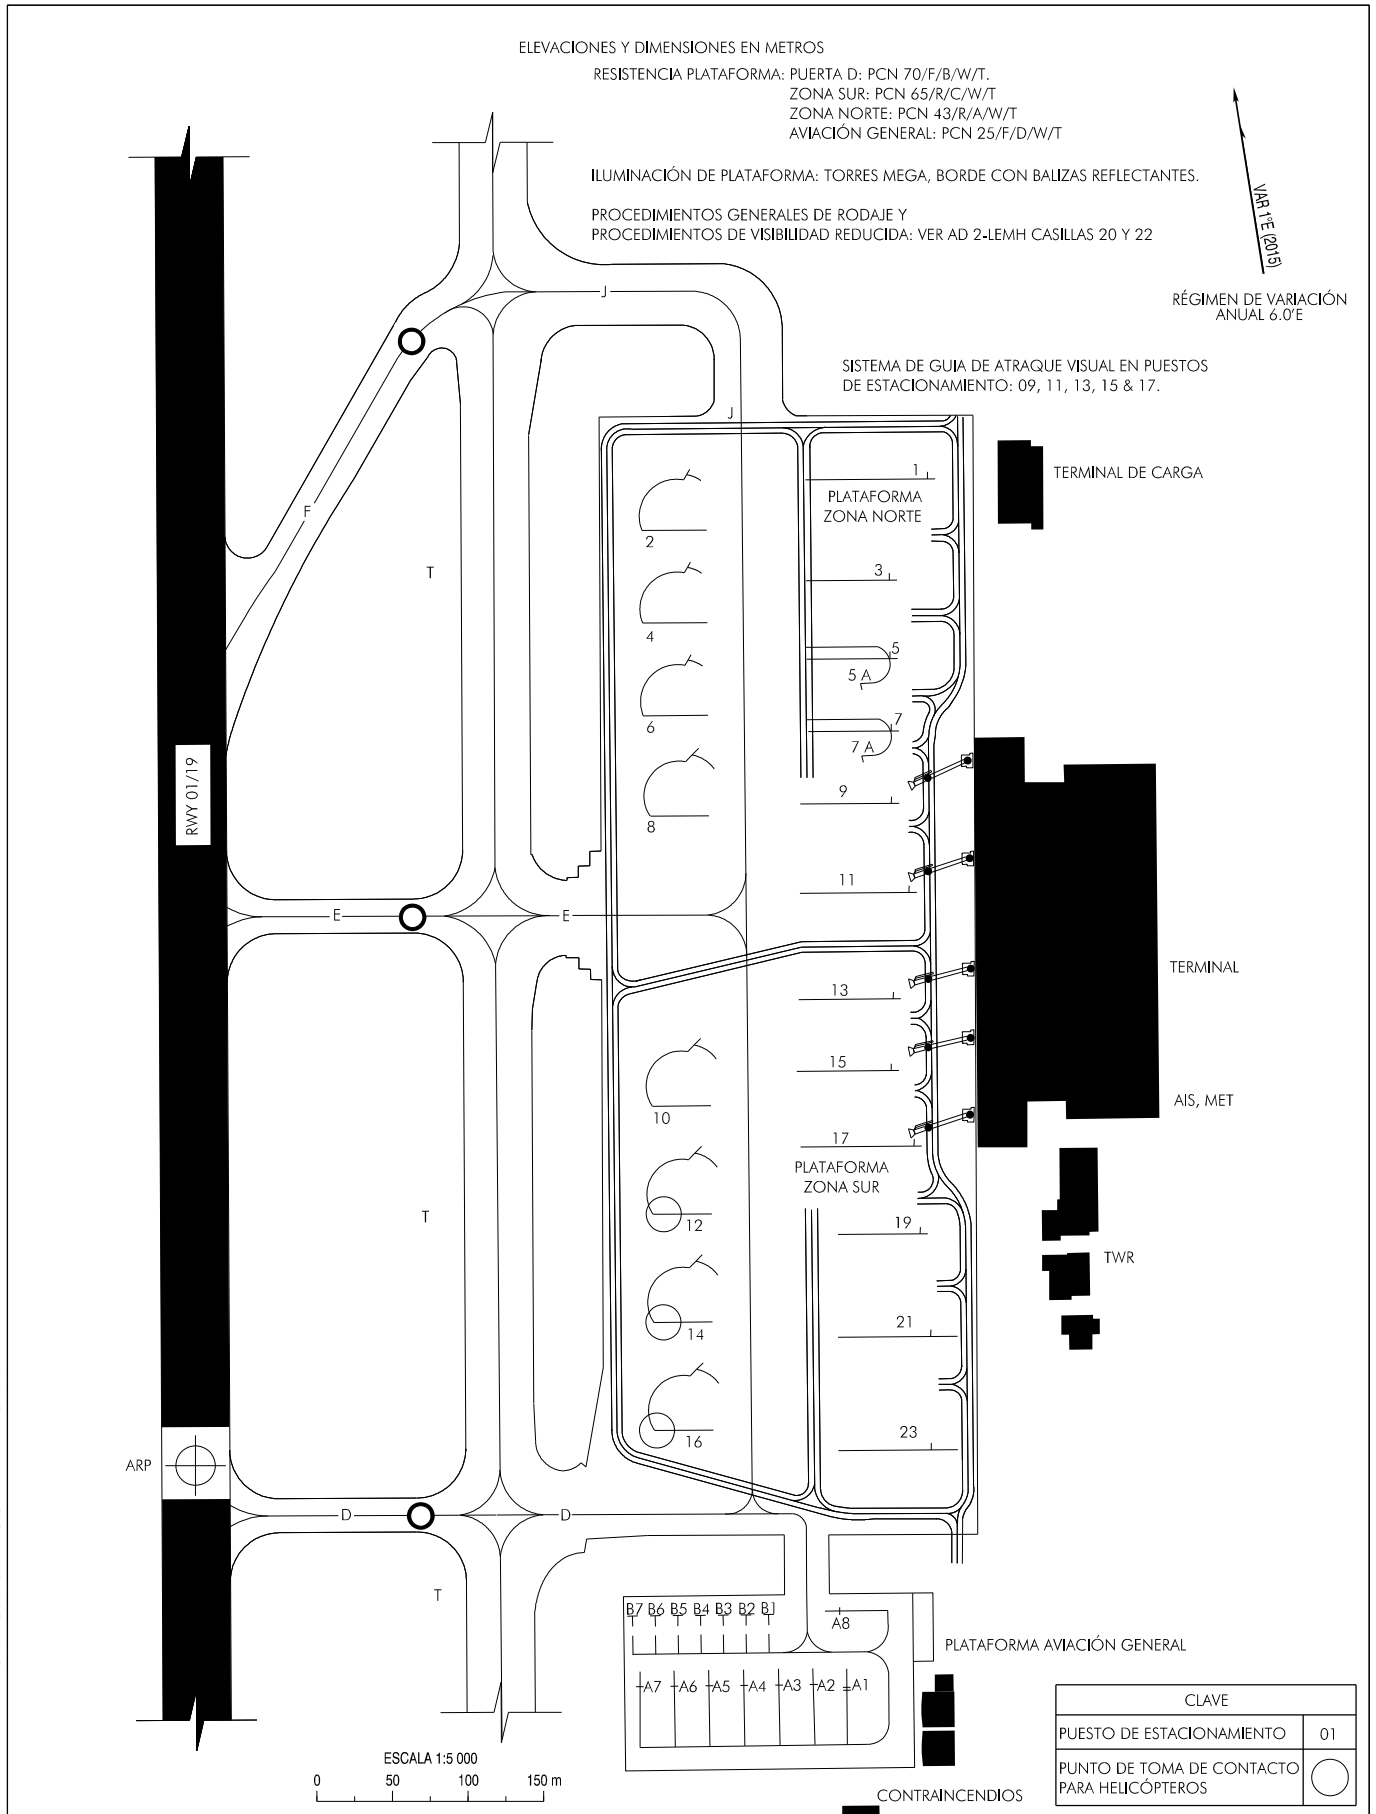 ELEVACIONES Y DIMENSIONES EN METROS
RESISTENCIA PLATAFORMA: PUERTA D: PCN 70/F/B/W/T.
ZONA SUR: PCN 65/R/C/W/T
ZONA NORTE: PCN 43/R/A/W/T
AVIACIÓN GENERAL: PCN 25/F/D/W/T
ILUMINACIÓN DE PLATAFORMA: TORRES MEGA, BORDE CON BALIZAS REFLECTANTES.
PROCEDIMIENTOS GENERALES DE RODAJE Y
PROCEDIMIENTOS DE VISIBILIDAD REDUCIDA: VER AD 2-LEMH CASILLAS 20 Y 22
VAR 1°E (2015)
RÉGIMEN DE VARIACIÓN
ANUAL 6.0'E
J
SISTEMA DE GUIA DE ATRAQUE VISUAL EN PUESTOS
DE ESTACIONAMIENTO: 09, 11, 13, 15 & 17.
J
1
TERMINAL DE CARGA
PLATAFORMA
ZONA NORTE
F
2
T
3
4
5
5 A
6
7
7 A
RWY 01/19
9
8
11
E
E
TERMINAL
13
15
AIS, MET
10
17
PLATAFORMA
ZONA SUR
T
12
19
TWR
21
14
23
16
ARP
D
D
T
B7 B6 B5 B4 B3 B2 B1
A8
PLATAFORMA AVIACIÓN GENERAL
A7 A6 A5 A4 A3 A2 A1
CLAVE
PUESTO DE ESTACIONAMIENTO 01
PUNTO DE TOMA DE CONTACTO
PARA HELICÓPTEROS
ESCALA 1:5 000
0 50 100 150 m
CONTRAINCENDIOS